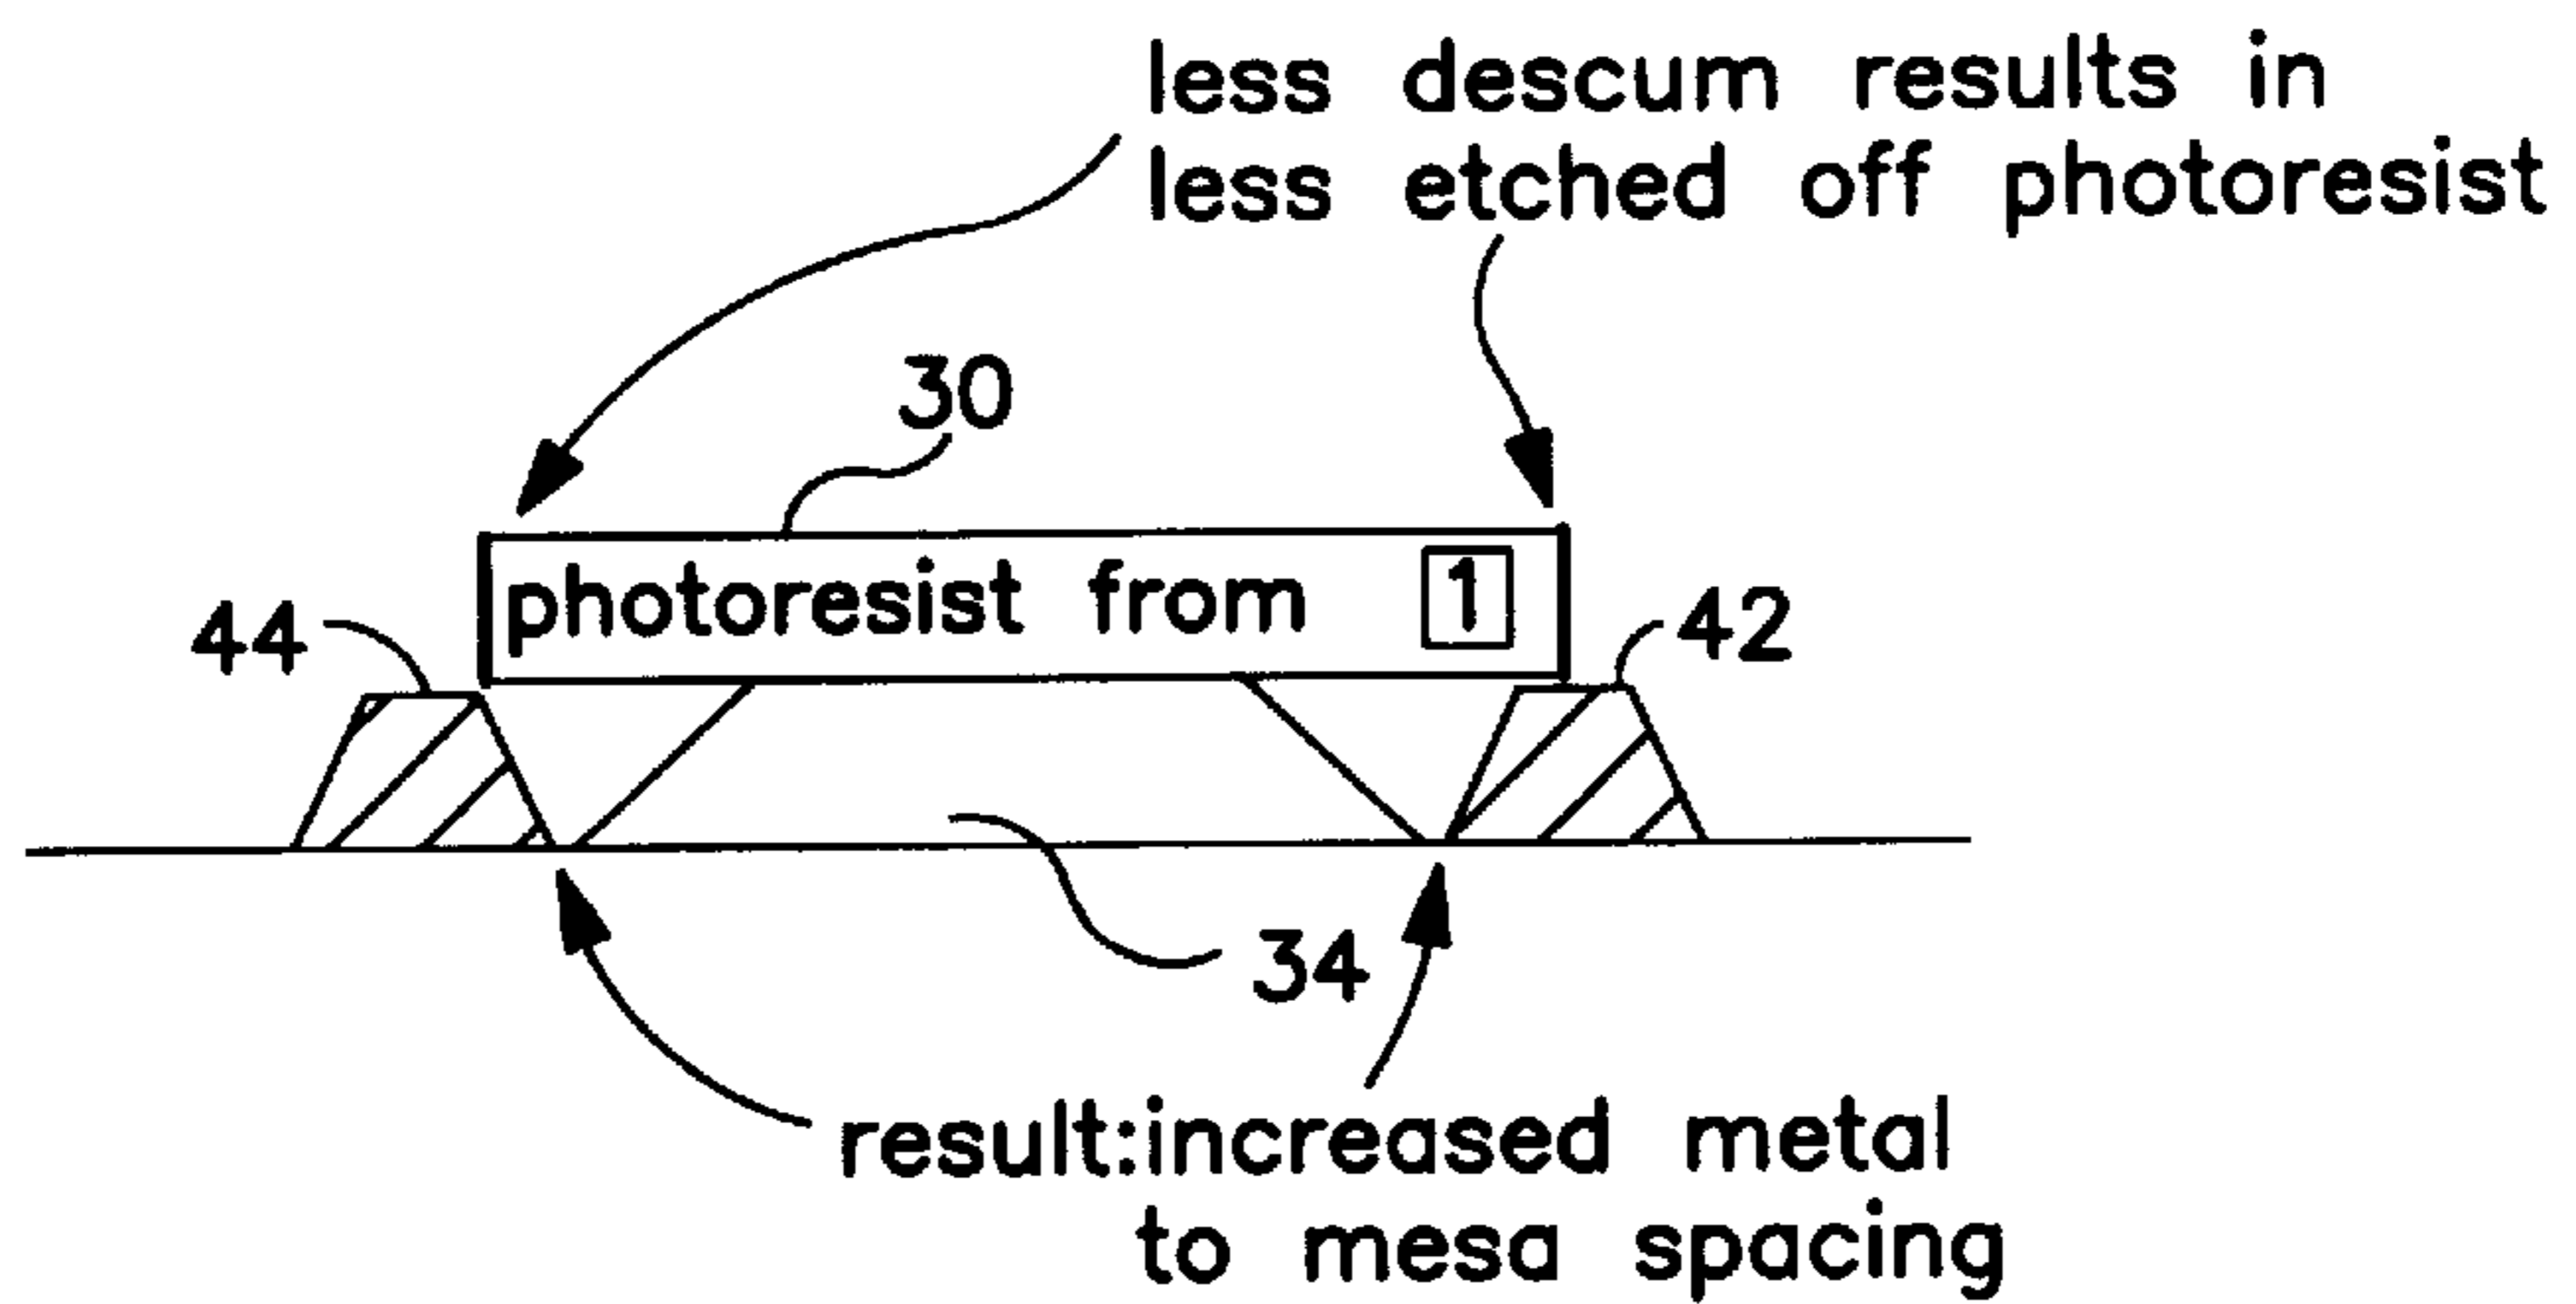 less descum results in
less etched off photoresist
30
photoresist from 1
44
42
34
result:increased metal
to mesa spacing